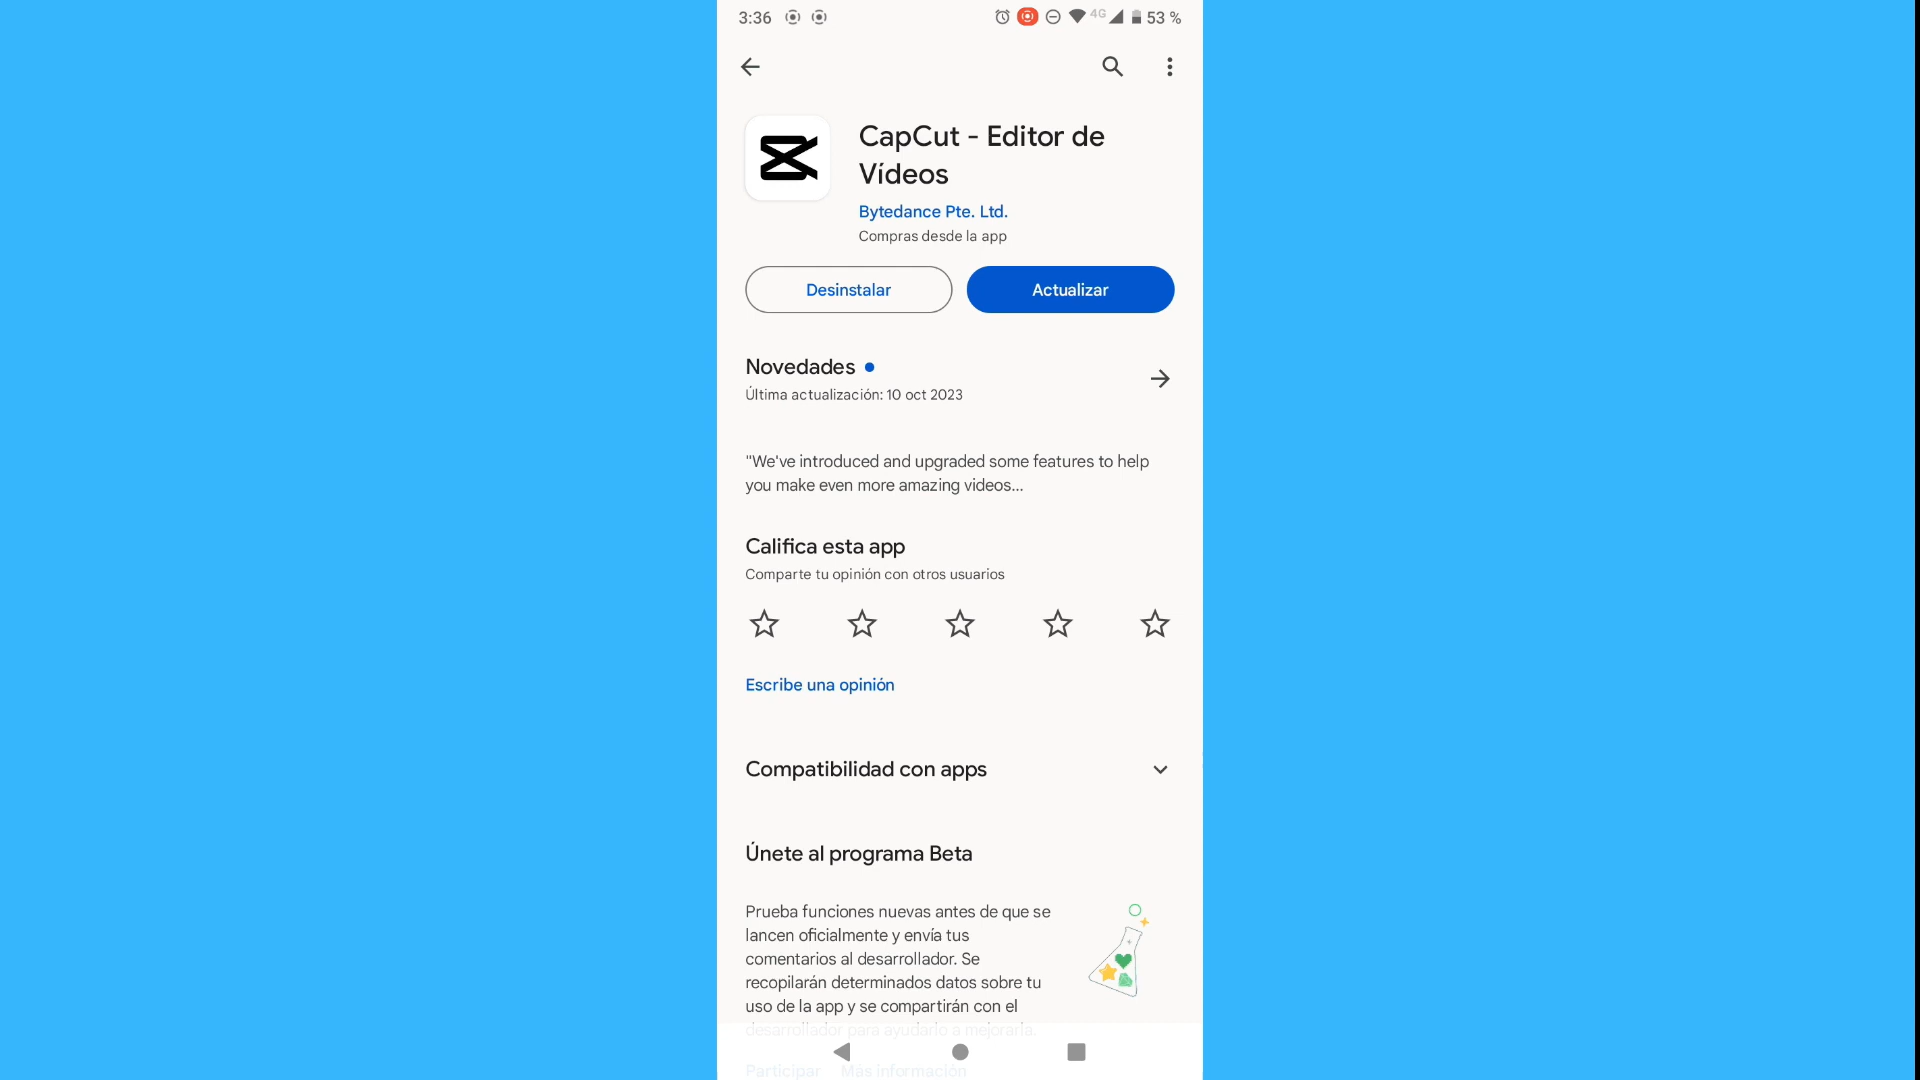 3:36
4G
53 %
CapCut - Editor de
Vídeos
Bytedance Pte. Ltd.
Compras desde la app
Desinstalar
Actualizar
Novedades
Última actualización: 10 oct 2023
"We've introduced and upgraded some features to help
you make even more amazing videos...
Califica esta app
Comparte tu opinión con otros usuarios
Escribe una opinión
Compatibilidad con apps
Únete al programa Beta
Prueba funciones nuevas antes de que se
lancen oficialmente y envía tus
comentarios al desarrollador. Se
recopilarán determinados datos sobre tu
uso de la app y se compartirán con el
desarrollador para ayudarlo a mejorarla.
Participar Más información